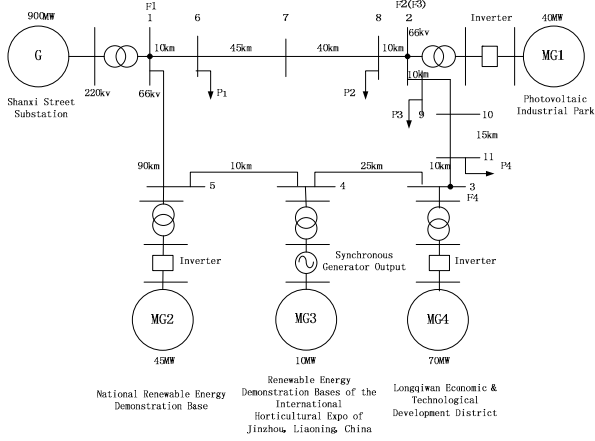 900MW
F1
F2(F3)
Inverter
40MW
1
6
7
8
2
66kv
10km
45km
40km
10km
G
MG1
Shanxi Street
Substation
220kv
66kv
P1
P2
10km
P3
9
10
Photovoltaic
Industrial Park
15km
90km
10km
25km
10km
11
P4
5
4
3
F4
Inverter
Synchronous
Generator Output
Inverter
MG2
MG3
MG4
45MW
10MW
70MW
National Renewable Energy
Demonstration Base
Renewable Energy
Demonstration Bases of the
International
Horticultural Expo of
Jinzhou, Liaoning, China
Longqiwan Economic &
Technological
Development District